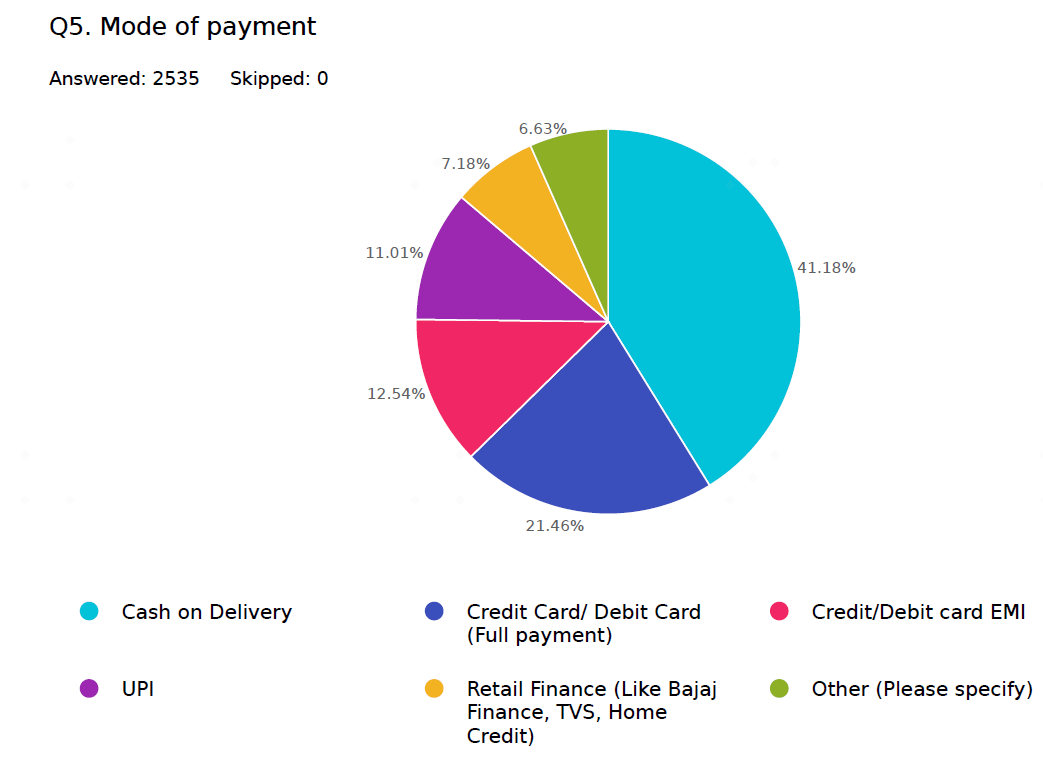 Q5. Mode of payment
Answered: 2535 Skipped: 0
6.63%
7.18%
11.01%
41.18%
12.54%
21.46%
Cash on Delivery
Credit Card/ Debit Card
(Full payment)
Credit/Debit card EMI
UPI
Retail Finance (Like Bajaj
Finance, TVS, Home
Credit)
Other (Please specify)